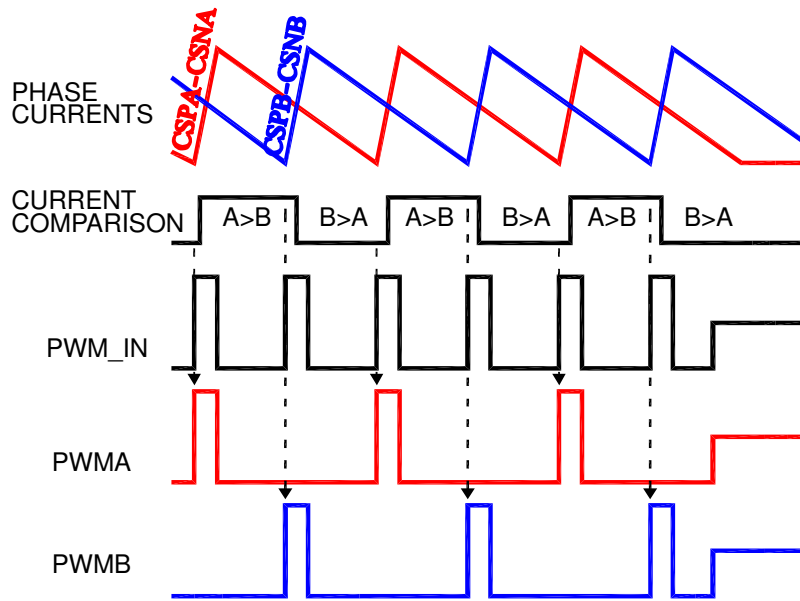 CSPA-CSNA
CSPB-CSNB
PHASE
CURRENTS
CURRENT
COMPARISON
A>B
B>A
A>B
B>A
A>B
B>A
PWM_IN
PWMA
PWMB